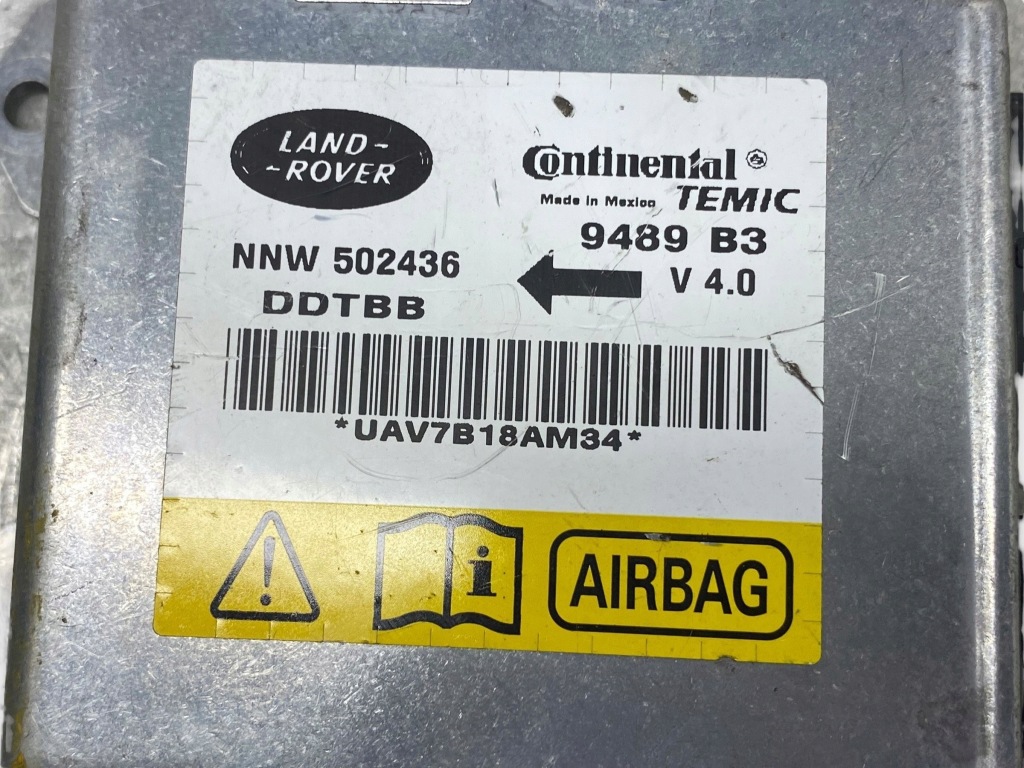 LAND-
-ROVER
Continental
Made in Mexico TEMIC
9489 B3
NNW 502436
V 4.0
DDTBB
*UAV7B18AM34*
i AIRBAG